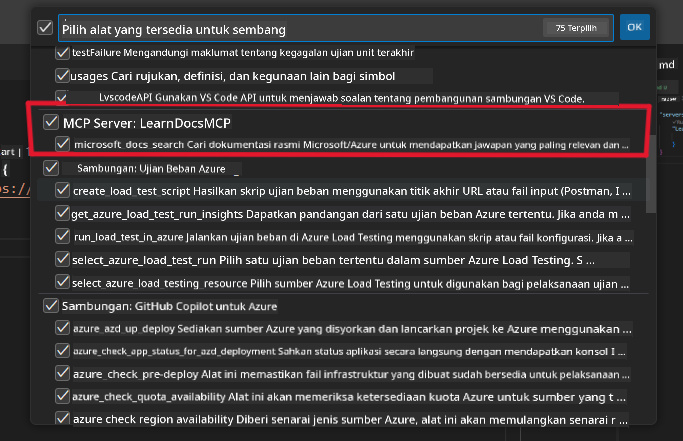 Pilih alat yang tersedia untuk sembang
75 Terpilih
OK
testFailure Mengandungi maklumat tentang kegagalan ujian unit terakhir
usages Cari rujukan, definisi, dan kegunaan lain bagi simbol
LvscodeAPI Gunakan VS Code API untuk menjawab soalan tentang pembangunan sambungan VS Code.
MCP Server: LearnDocsMCP
microsoft_docs_search Cari dokumentasi rasmi Microsoft/Azure untuk mendapatkan jawapan yang paling relevan dan ...
Sambungan: Ujian Beban Azure
create_load_test_script Hasilkan skrip ujian beban menggunakan titik akhir URL atau fail input (Postman, I ...
get_azure_load_test_run_insights Dapatkan pandangan dari satu ujian beban Azure tertentu. Jika anda m ...
run_load_test_in_azure Jalankan ujian beban di Azure Load Testing menggunakan skrip atau fail konfigurasi. Jika a ...
select_azure_load_test_run Pilih satu ujian beban tertentu dalam sumber Azure Load Testing. S ...
select_azure_load_testing_resource Pilih sumber Azure Load Testing untuk digunakan bagi pelaksanaan ujian ...
Sambungan: GitHub Copilot untuk Azure
azure_azd_up_deploy Sediakan sumber Azure yang disyorkan dan lancarkan projek ke Azure menggunakan ...
azure_check_app_status_for_azd_deployment Sahkan status aplikasi secara langsung dengan mendapatkan konsol I ...
azure_check_pre-deploy Alat ini memastikan fail infrastruktur yang dibuat sudah bersedia untuk pelaksanaan ...
azure_check_quota_availability Alat ini akan memeriksa ketersediaan kuota Azure untuk sumber yang t ...
azure check region availability Diberi senarai jenis sumber Azure, alat ini akan memulangkan senarai r ...
md